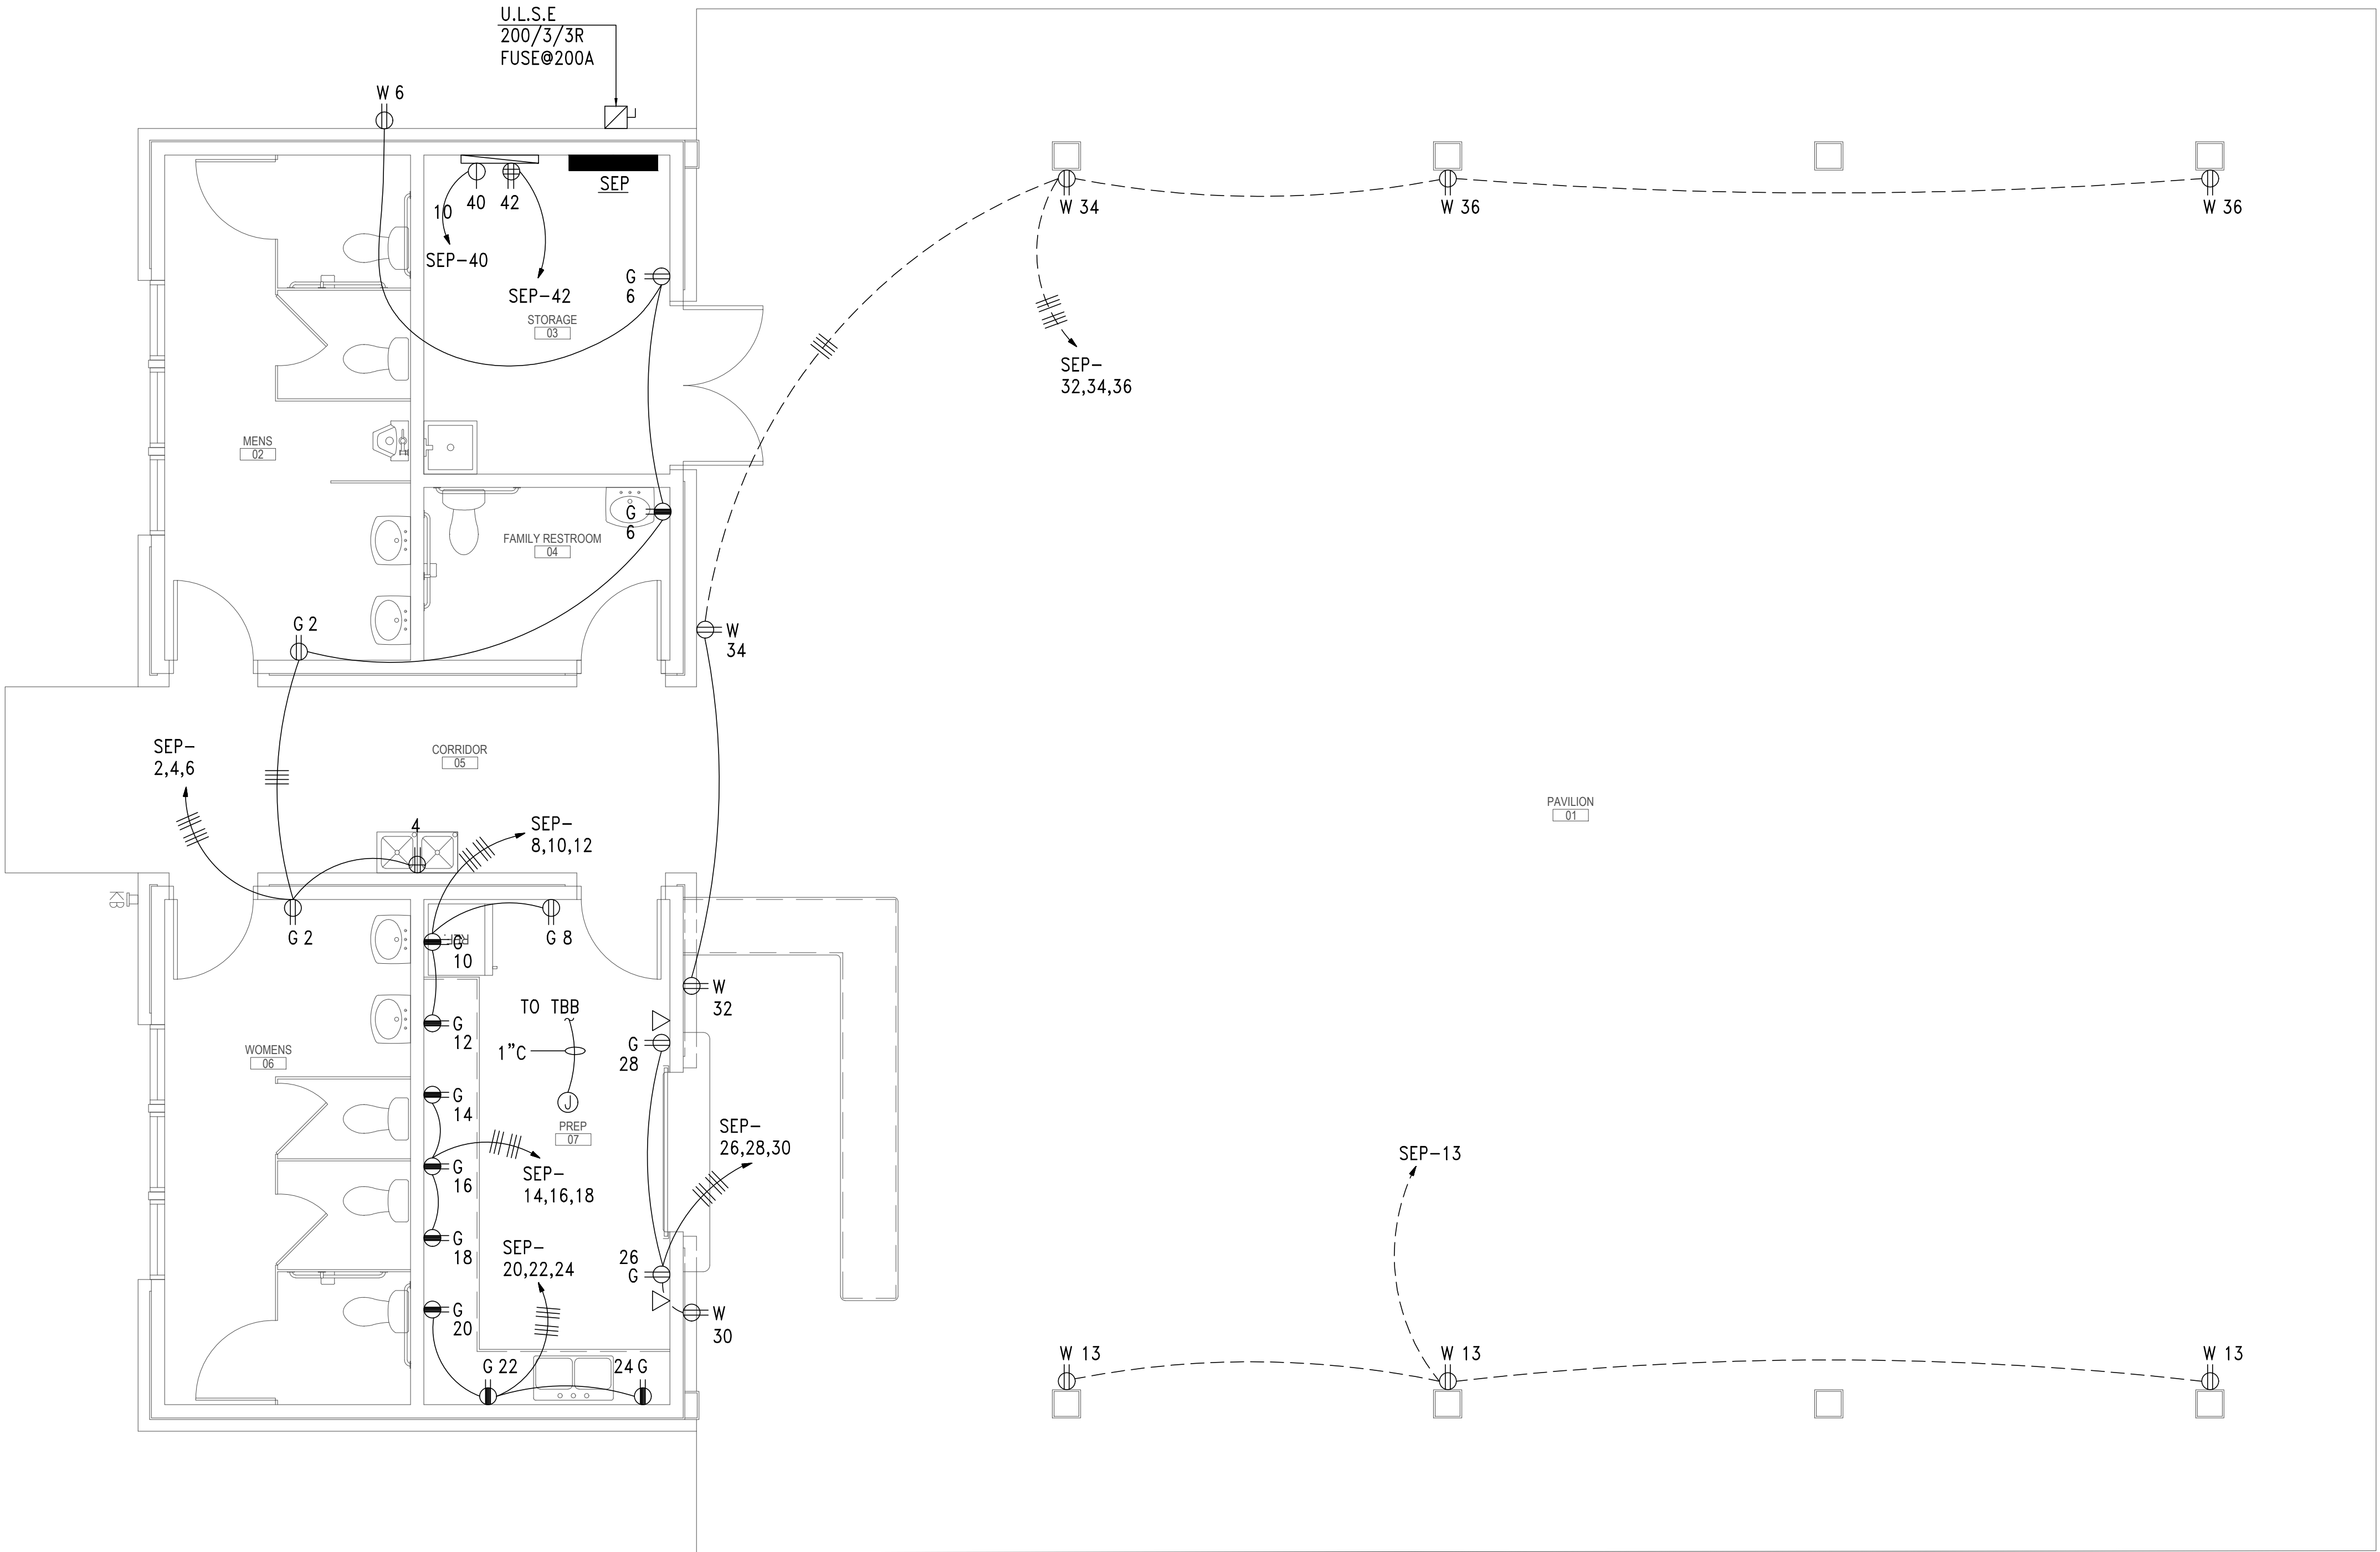 U.L.S.E
200/3/3R
FUSE@200A
W 6
SEP
40
42
10
SEP-40
SEP-42
G
6
STORAGE
03
W 34
W 36
W 36
SEP-
32,34,36
MENS
02
G
6
FAMILY RESTROOM
04
G 2
W
34
SEP-
2,4,6
CORRIDOR
05
PAVILION
01
4
SEP-
8,10,12
KB
G 2
G 8
G
10
W
32
TO TBB
G
12
1"C
G
28
WOMENS
06
G
14
J
PREP
07
SEP-
26,28,30
SEP-13
G
16
SEP-
14,16,18
G
18
SEP-
20,22,24
26
G
G
20
W
30
G 22
24 G
W 13
W 13
W 13